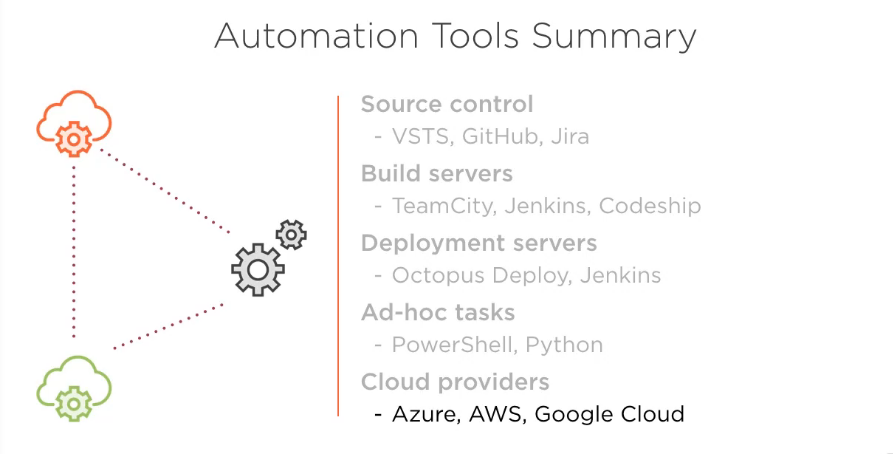 Automation Tools Summary
Source control
- VSTS, GitHub, Jira
Build servers
- TeamCity, Jenkins, Codeship
Deployment servers
- Octopus Deploy, Jenkins
Ad-hoc tasks
- PowerShell, Python
Cloud providers
- Azure, AWS, Google Cloud